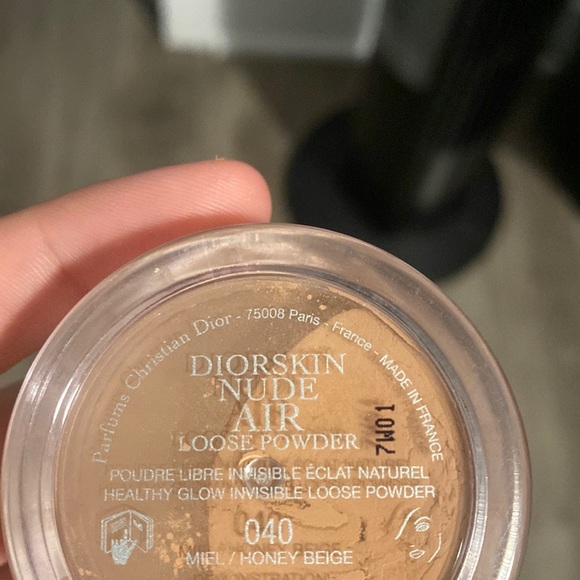 Parfums Christian Dior - 75008 Paris - France - MADE IN FRANCE
DIORSKIN
NUDE
AIR
LOOSE POWDER
7W01
POUDRE LIBRE INVISIBLE ÉCLAT NATUREL
HEALTHY GLOW INVISIBLE LOOSE POWDER
040
MIEL / HONEY BEIGE